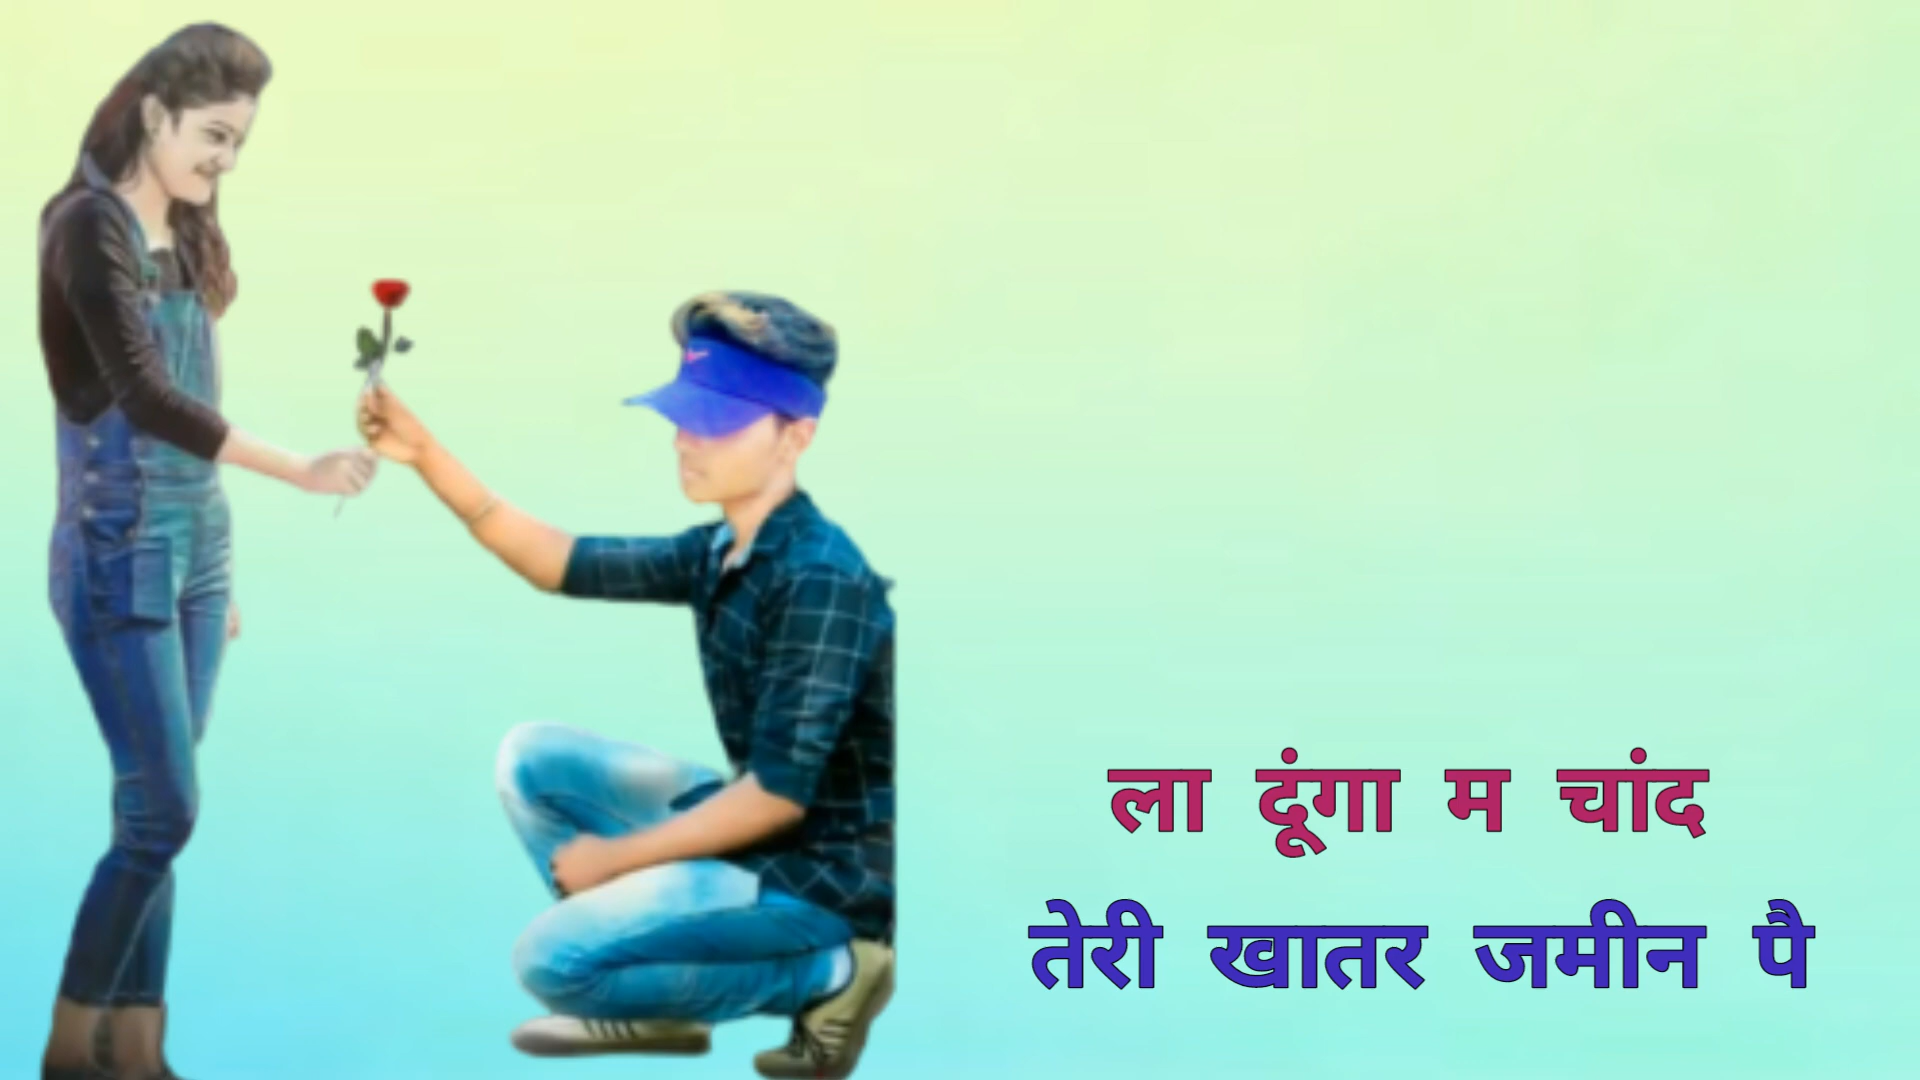 ला दूंगा म चांद
तेरी खातर जमीन पै